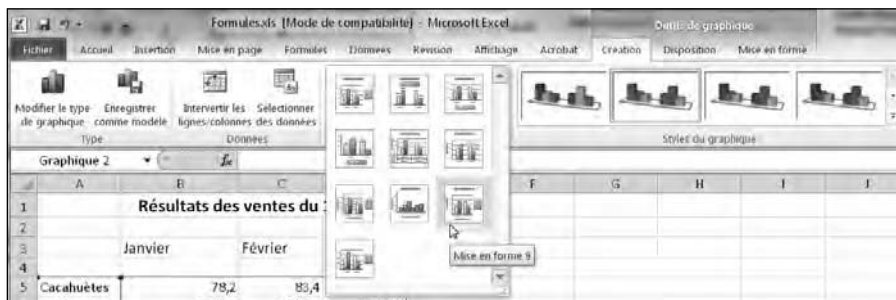 Formules.xls [Mode de compatibilité] - Microsoft Excel
Outils de graphique
Fichier Accueil Insertion Mise en page Formules Données Révision Affichage Acrobat Création Disposition Mise en forme
Modifier le type Enregistrer Intervertir les Sélectionner
de graphique comme modèle lignes/colonnes des données
Type Données Styles du graphique
Graphique 2 fx
A B C F G H I J
1 Résultats des ventes du 1
2
3 Janvier Février
4
Mise en forme 9
5 Cacahuètes 78,2 83,4